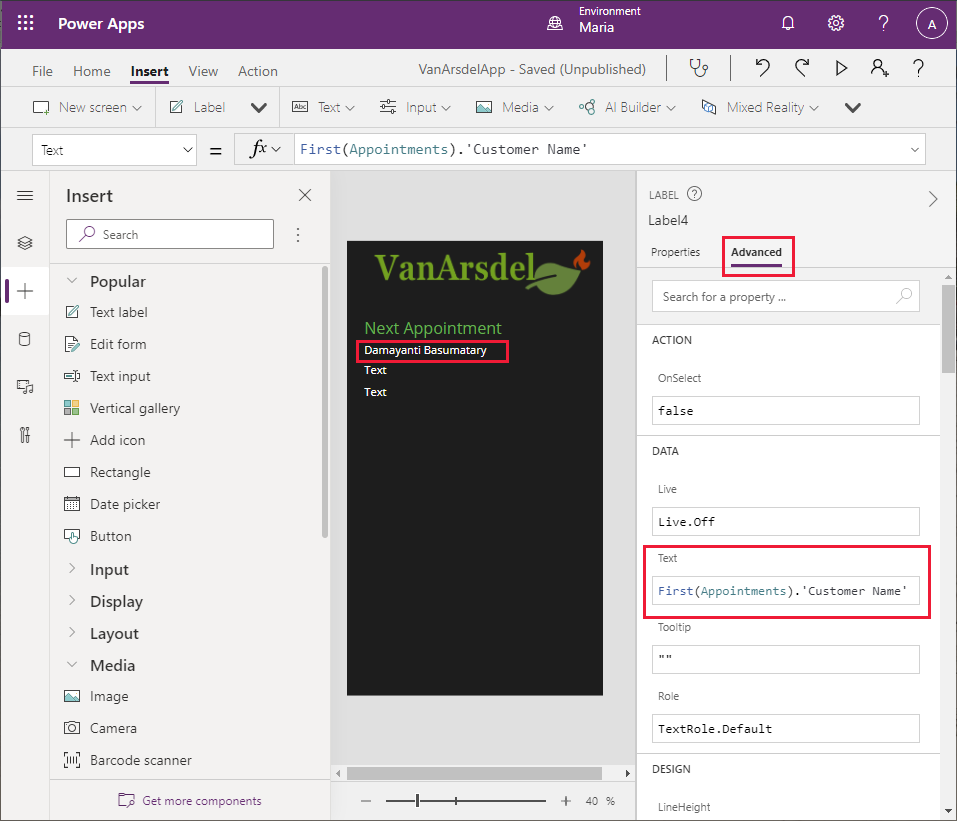 Power Apps
Environment
Maria
?
A
File Home Insert View Action
VanArsdelApp - Saved (Unpublished)
?
New screen Label Abc Text Input Media AI Builder Mixed Reality
Text = fx First(Appointments).'Customer Name'
Insert
Search
Popular
Text label
Edit form
Text input
Vertical gallery
Add icon
Rectangle
Date picker
Button
Input
Display
Layout
Media
Image
Camera
Barcode scanner
Get more components
VanArsdel
Next Appointment
Damayanti Basumatary
Text
Text
40 %
LABEL ?
Label4
Properties Advanced
Search for a property ...
ACTION
OnSelect
false
DATA
Live
Live.Off
Text
First(Appointments).'Customer Name'
Tooltip
""
Role
TextRole.Default
DESIGN
LineHeight